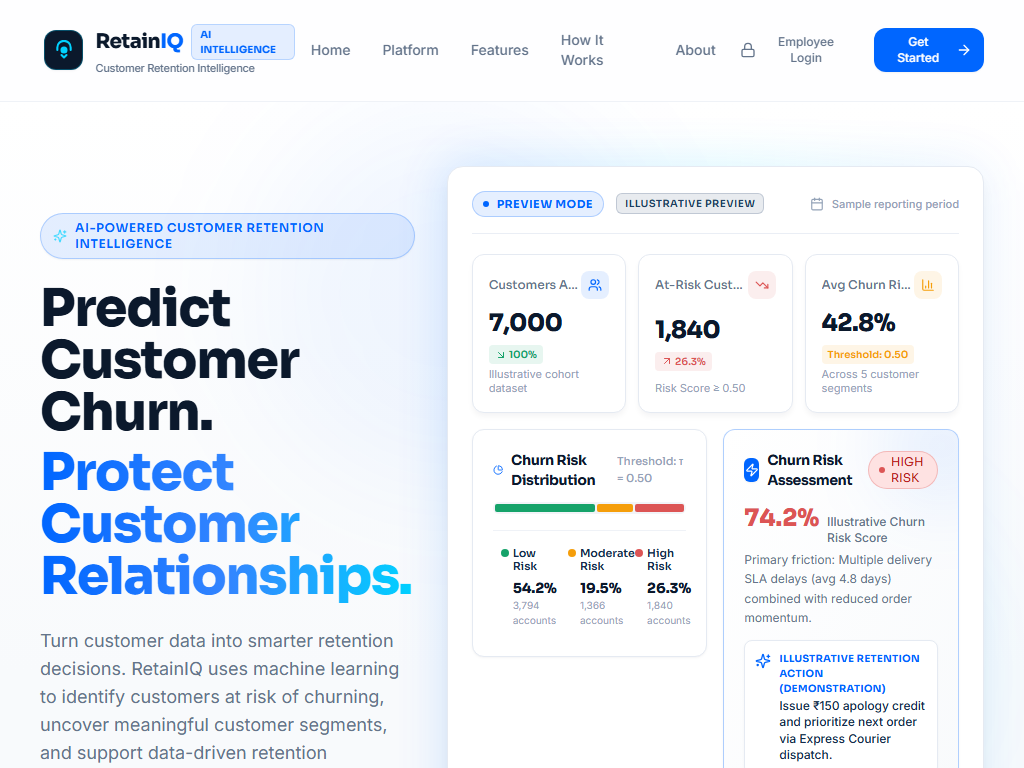 RetainIQ
AI
INTELLIGENCE
Customer Retention Intelligence
Home
Platform
Features
How It
Works
About
Employee
Login
Get
Started
AI-POWERED CUSTOMER RETENTION
INTELLIGENCE
Predict
Customer
Churn.
Protect
Customer
Relationships.
Turn customer data into smarter retention
decisions. RetainIQ uses machine learning
to identify customers at risk of churning,
uncover meaningful customer segments,
and support data-driven retention
PREVIEW MODE
ILLUSTRATIVE PREVIEW
Sample reporting period
Customers A...
7,000
100%
Illustrative cohort
dataset
At-Risk Cust...
1,840
26.3%
Risk Score ≥ 0.50
Avg Churn Ri...
42.8%
Threshold: 0.50
Across 5 customer
segments
Churn Risk
Distribution
Threshold: τ
= 0.50
Low
Risk
54.2%
3,794
accounts
Moderate
Risk
19.5%
1,366
accounts
High
Risk
26.3%
1,840
accounts
Churn Risk
Assessment
HIGH
RISK
74.2%
Illustrative Churn
Risk Score
Primary friction: Multiple delivery
SLA delays (avg 4.8 days)
combined with reduced order
momentum.
ILLUSTRATIVE RETENTION
ACTION
(DEMONSTRATION)
Issue ₹150 apology credit
and prioritize next order
via Express Courier
dispatch.